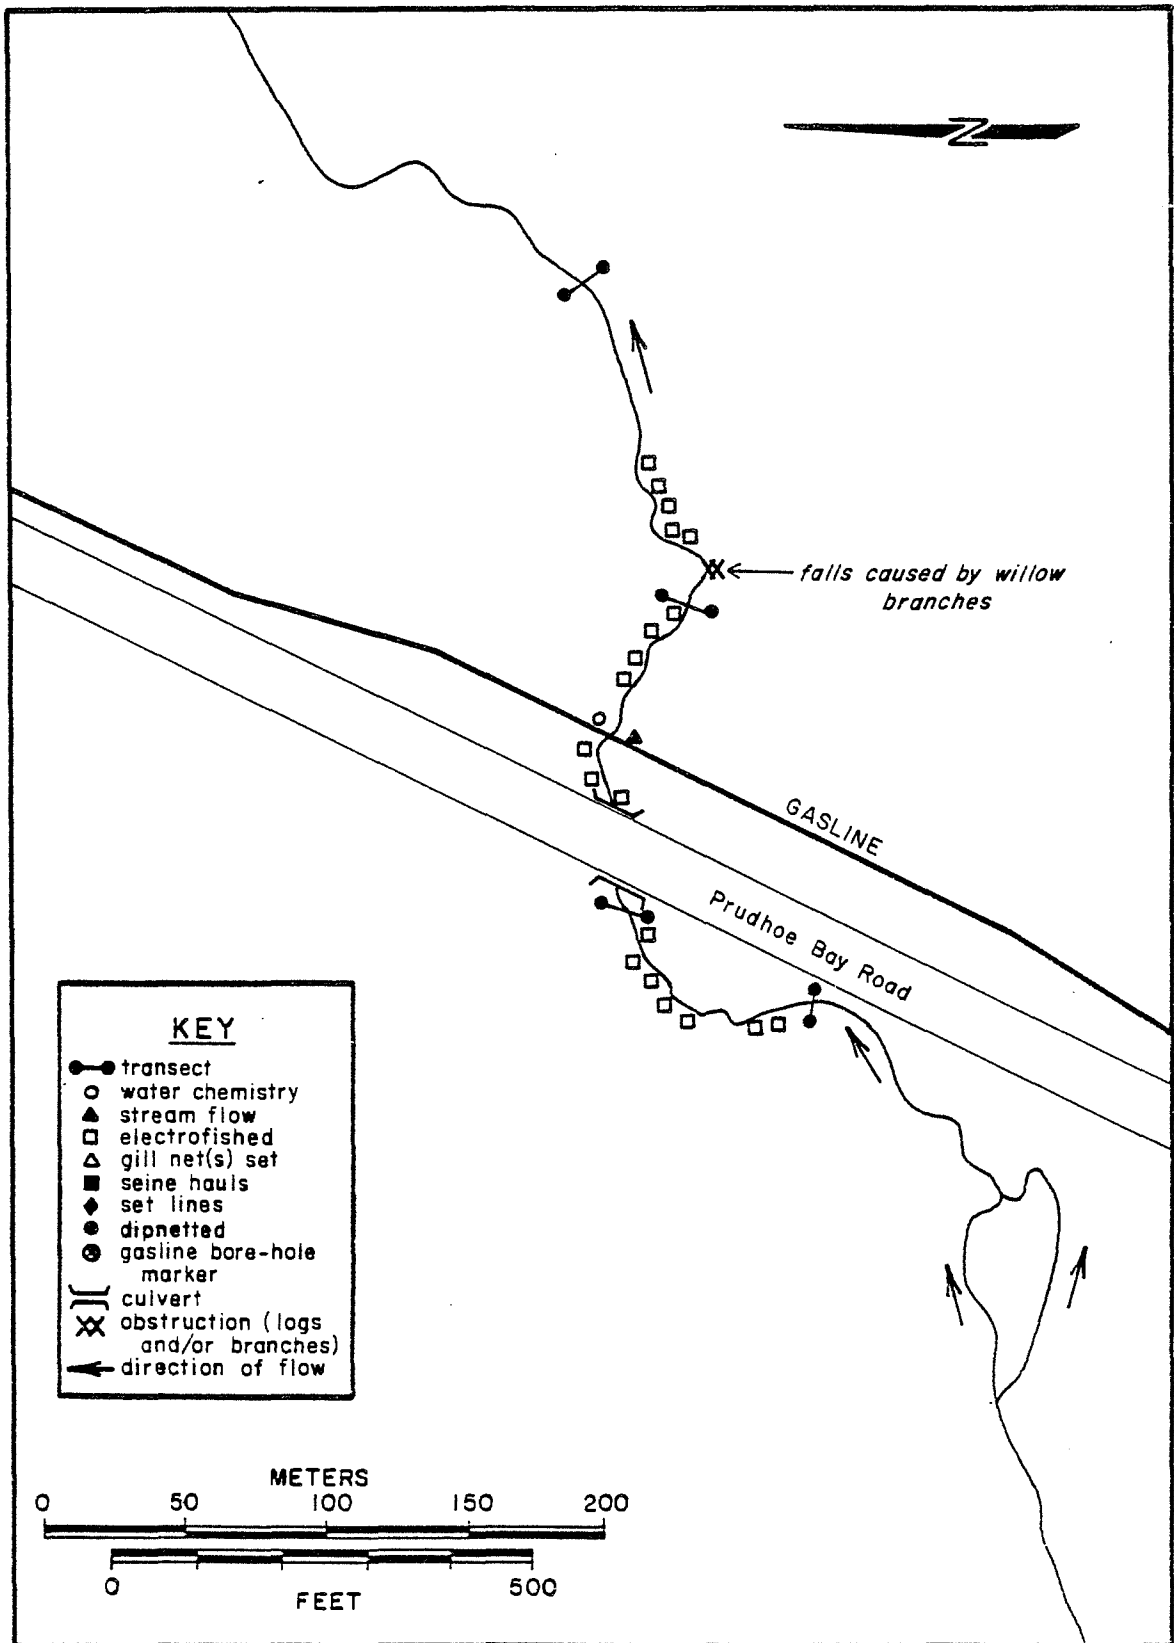 N
falls caused by willow
branches
GASLINE
Prudhoe Bay Road
KEY
transect
water chemistry
stream flow
electrofished
gill net(s) set
seine hauls
set lines
dipnetted
gasline bore-hole
marker
culvert
obstruction (logs
and/or branches)
direction of flow
METERS
0 50 100 150 200
0 500
FEET